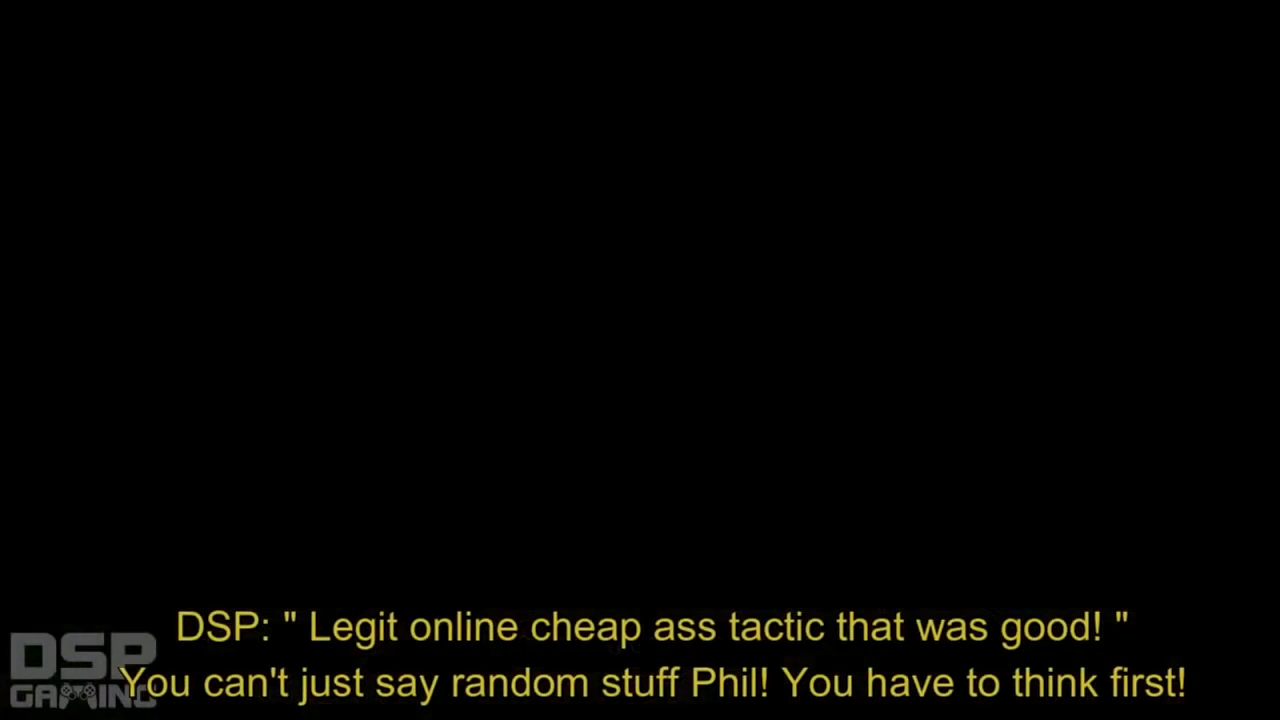 DSP: " Legit online cheap ass tactic that was good! "
You can't just say random stuff Phil! You have to think first!
DSP
GAMING